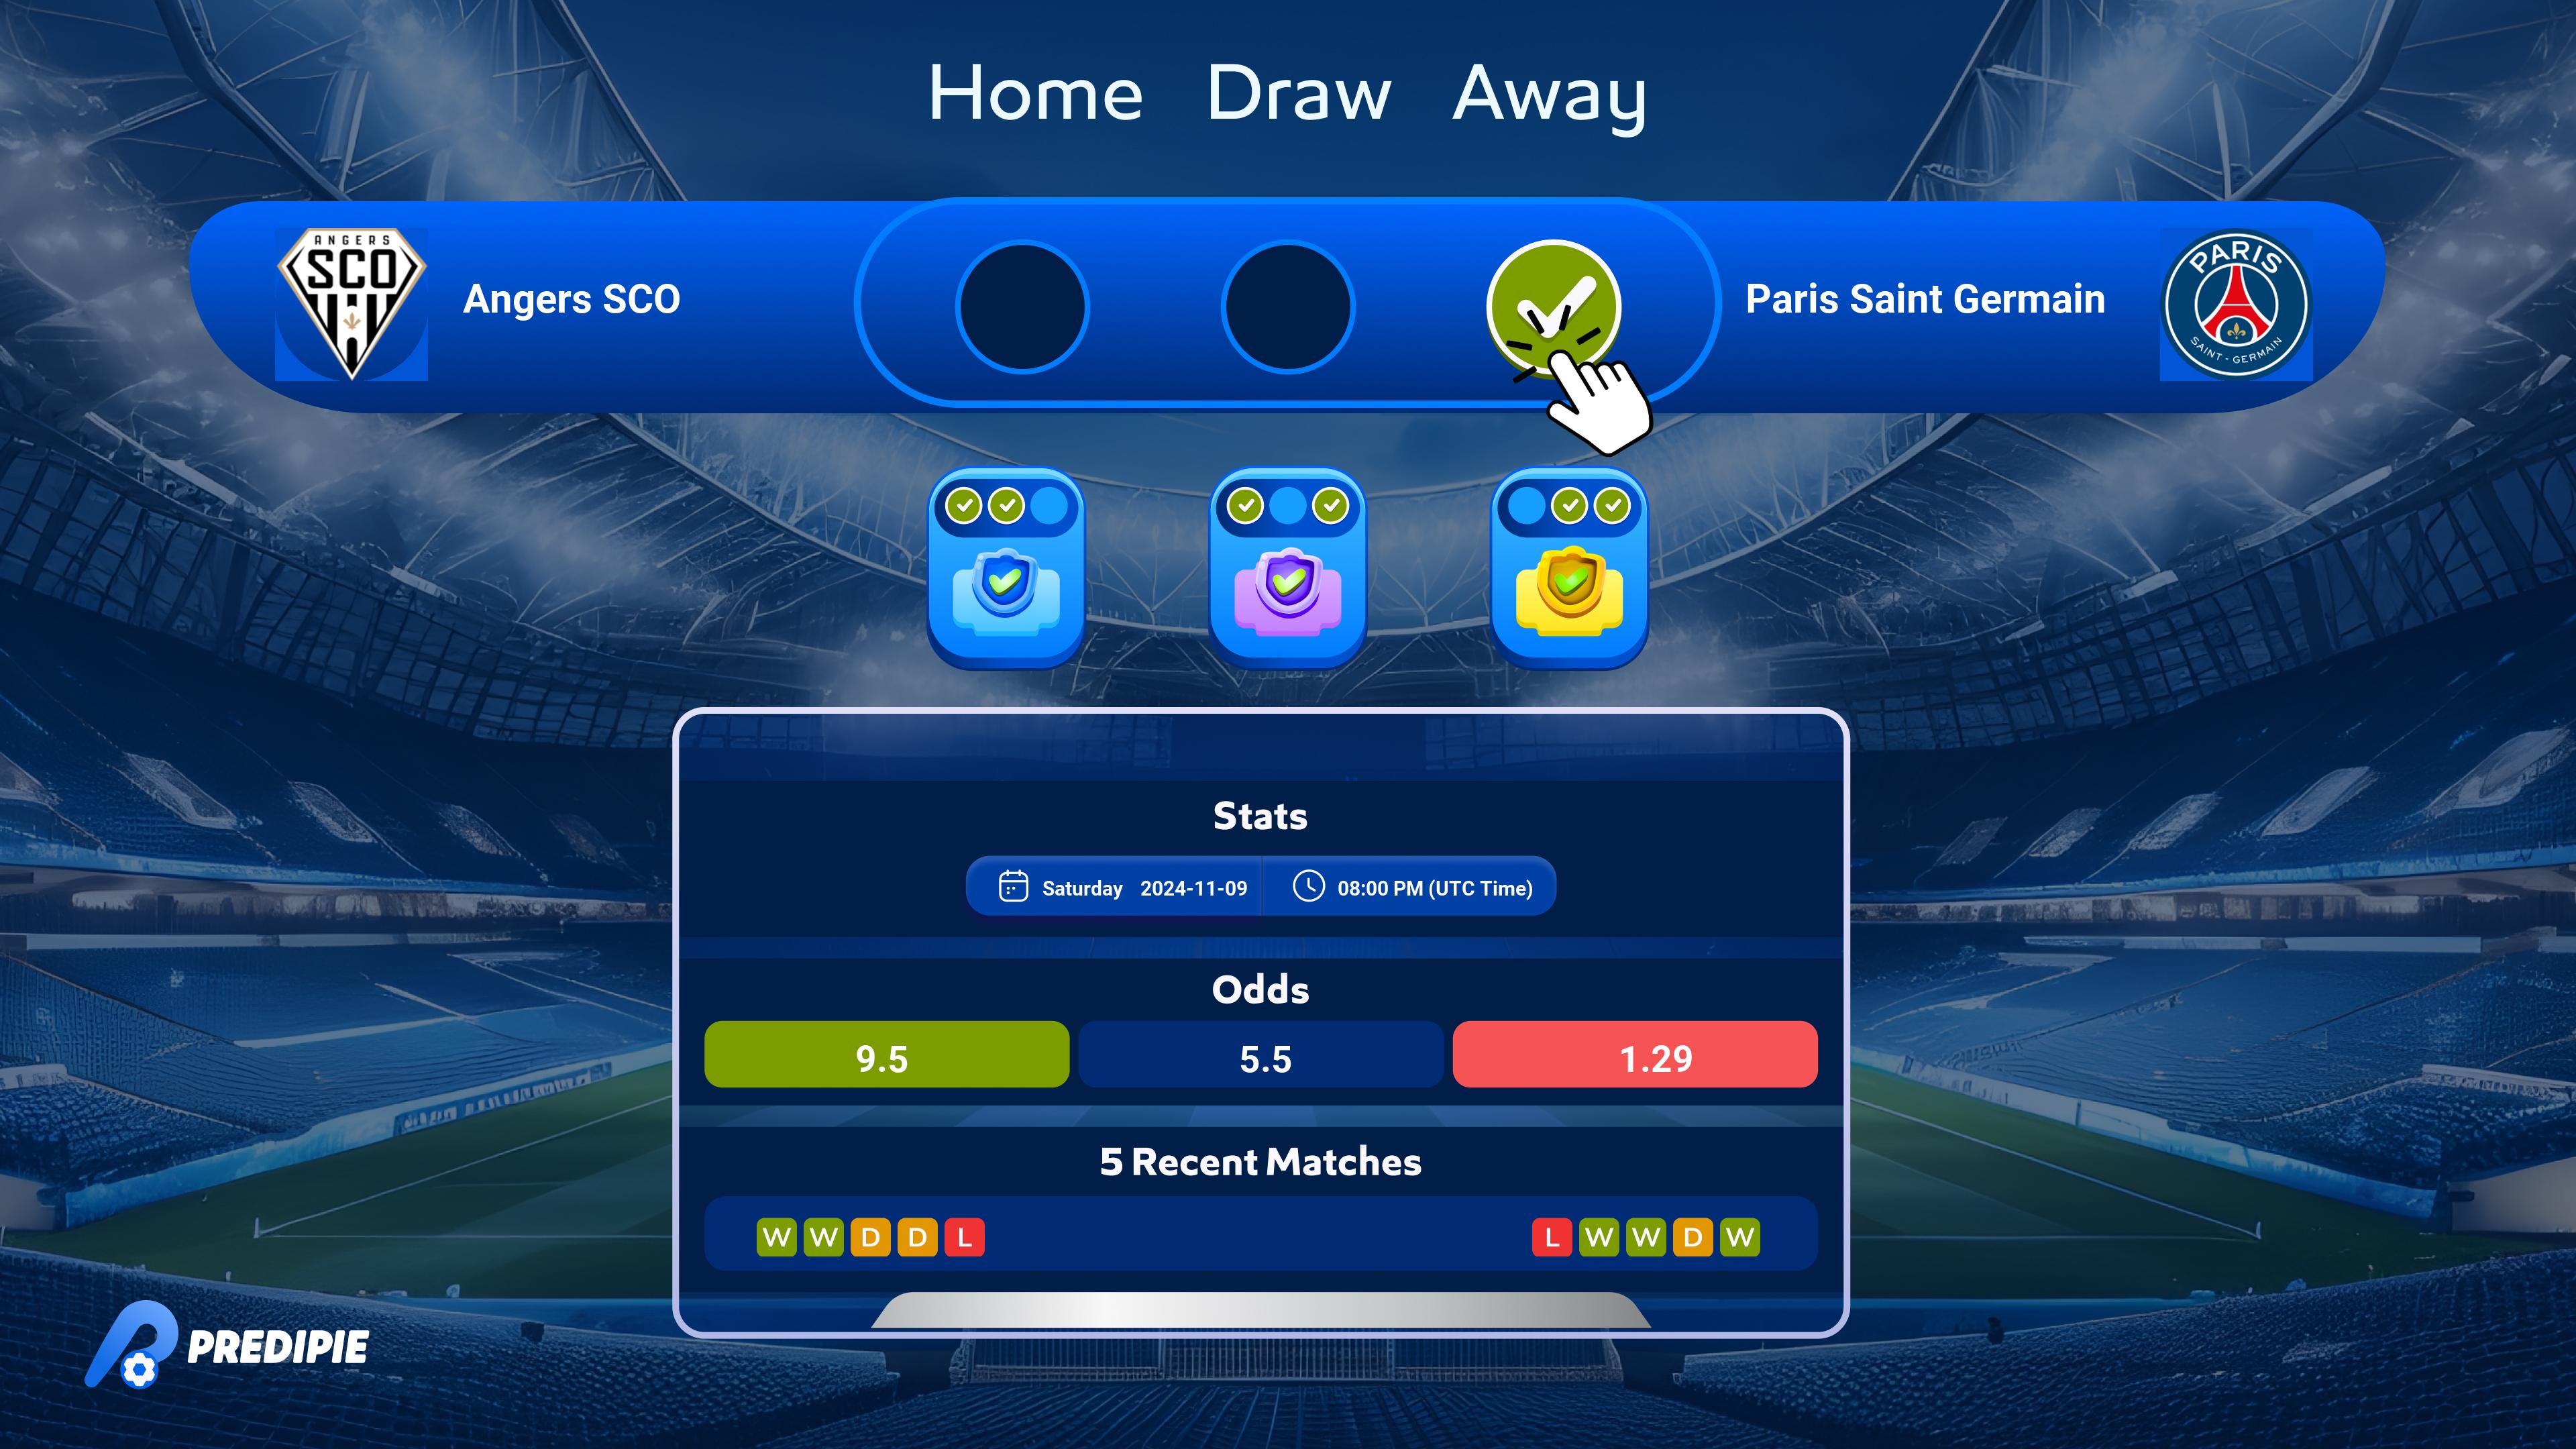 Home Draw Away
ANGERS
SCO
Angers SCO
Paris Saint Germain
PARIS
SAINT - GERMAIN
Stats
Saturday 2024-11-09 08:00 PM (UTC Time)
Odds
9.5 5.5 1.29
5 Recent Matches
W W D D L L W W D W
PREDIPIE